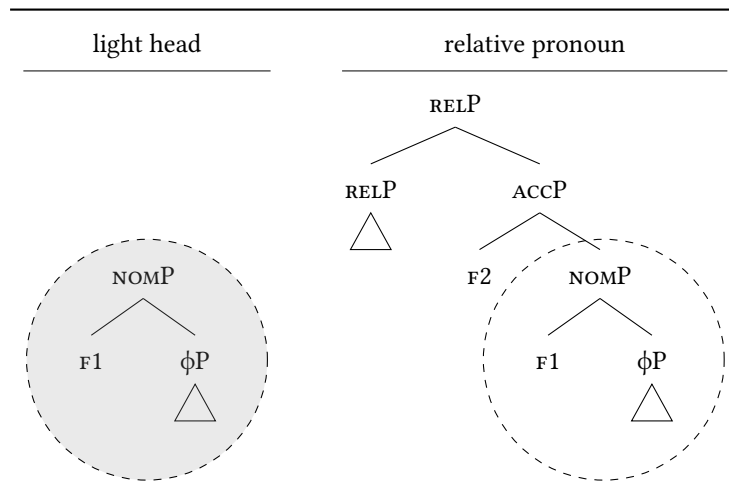 light head relative pronoun
RELP
RELP ACCP
NOMP F2 NOMP
F1 ϕP F1 ϕP